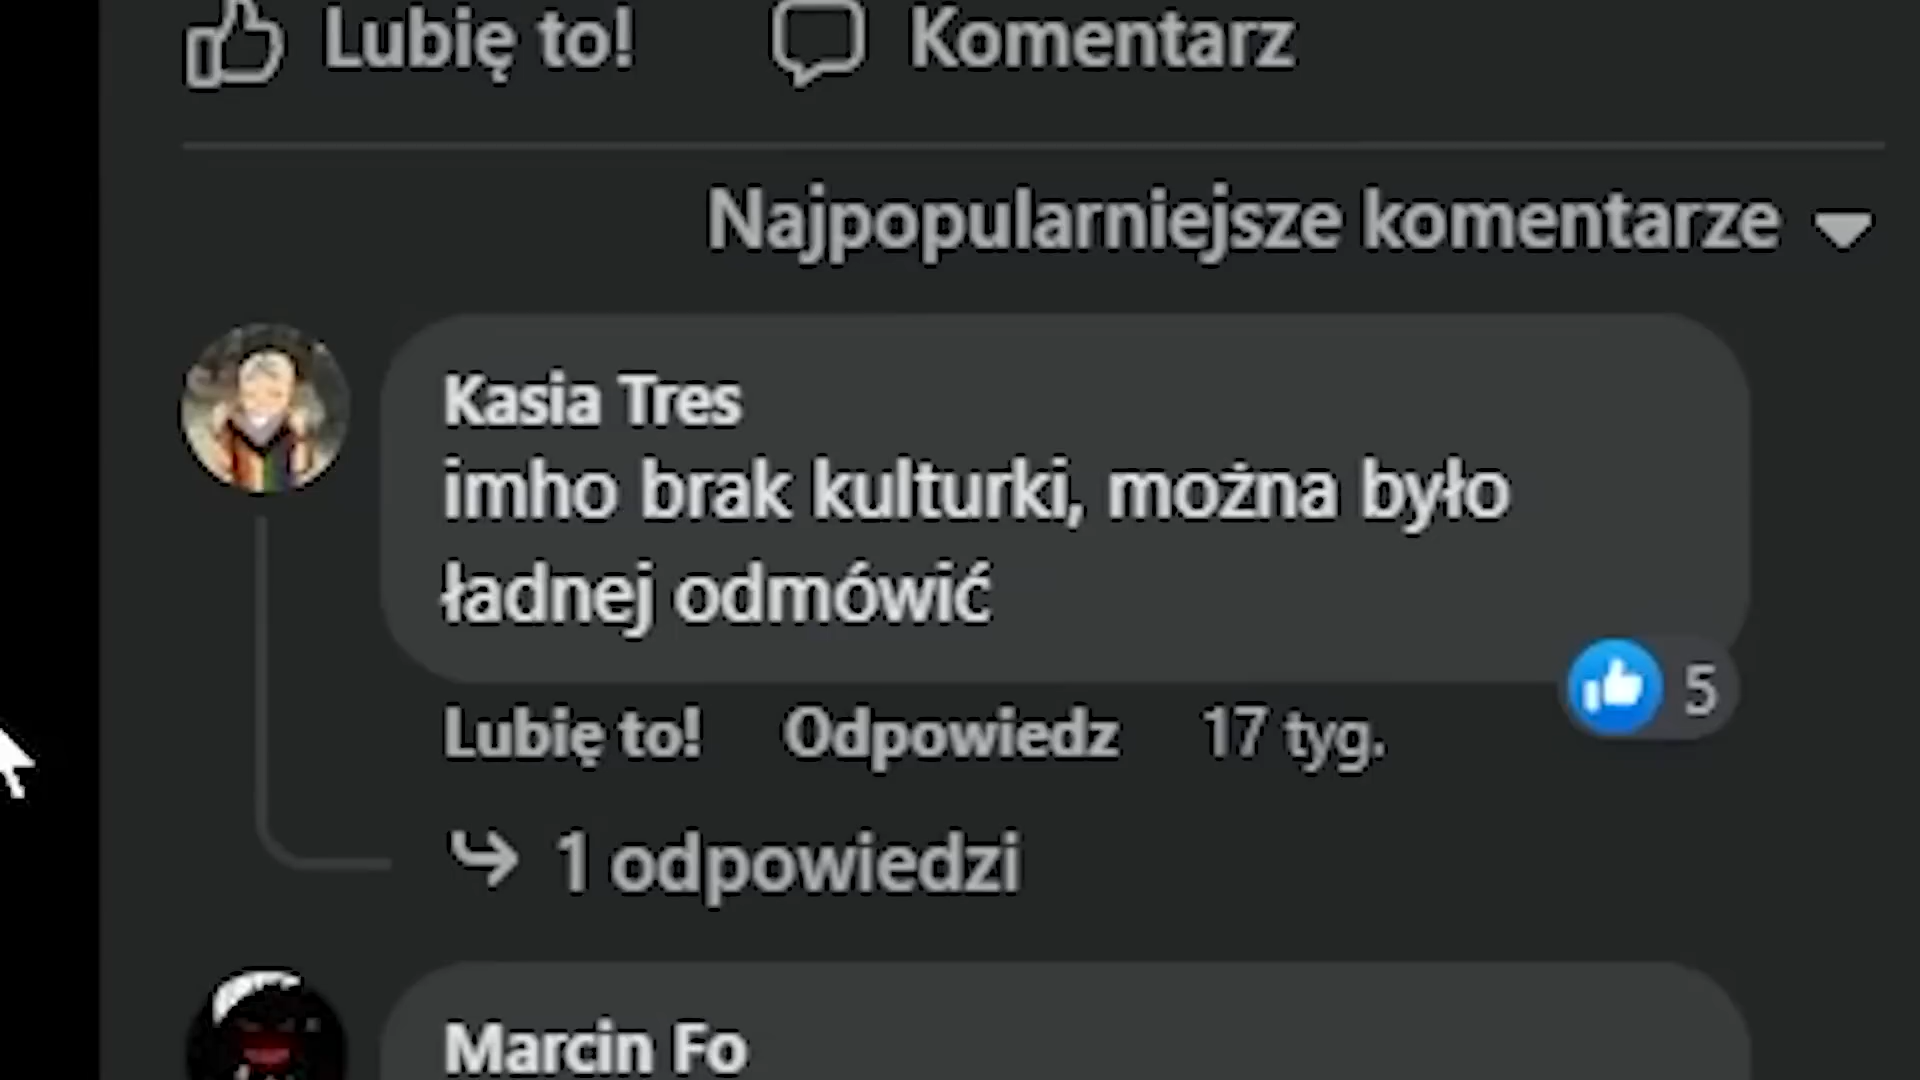 Lubię to! Komentarz
Najpopularniejsze komentarze
Kasia Tres
imho brak kulturki, można było
ładnej odmówić
5
Lubię to! Odpowiedz 17 tyg.
1 odpowiedzi
Marcin Fo